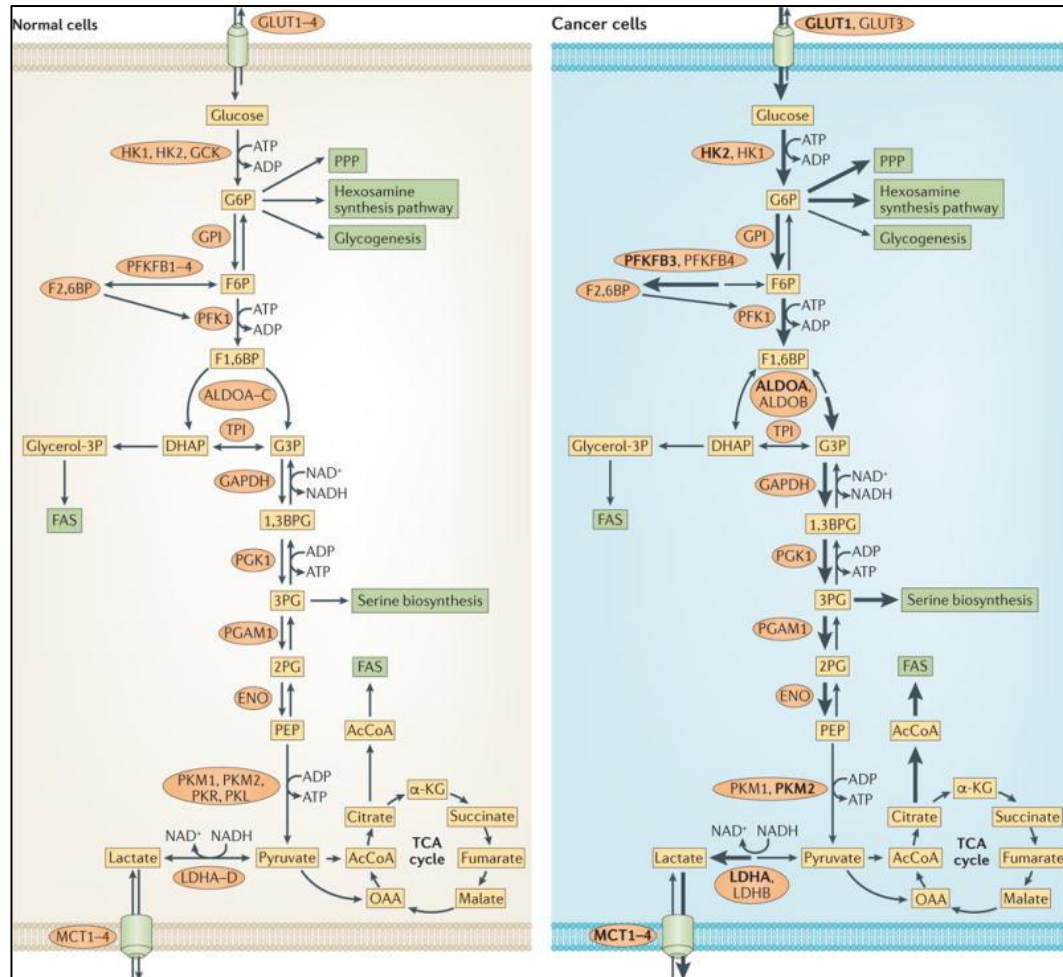 Normal cells
GLUT1–4
Glucose
HK1, HK2, GCK
ATP
ADP
PPP
G6P
Hexosamine
synthesis pathway
GPI
Glycogenesis
PFKFB1–4
F2,6BP
F6P
PFK1
ATP
ADP
F1,6BP
ALDOA–C
TPI
Glycerol-3P
DHAP
G3P
GAPDH
NAD⁺
NADH
FAS
1,3BPG
PGK1
ADP
ATP
3PG
Serine biosynthesis
PGAM1
2PG
FAS
ENO
PEP
AcCoA
PKM1, PKM2,
PKR, PKL
ADP
ATP
α-KG
Citrate
Succinate
NAD⁺
NADH
TCA
cycle
Lactate
Pyruvate
AcCoA
Fumarate
LDHA–D
OAA
Malate
MCT1–4
Cancer cells
GLUT1, GLUT3
Glucose
HK2, HK1
ATP
ADP
PPP
G6P
Hexosamine
synthesis pathway
GPI
Glycogenesis
PFKFB3, PFKFB4
F2,6BP
F6P
PFK1
ATP
ADP
F1,6BP
ALDOA,
ALDOB
TPI
Glycerol-3P
DHAP
G3P
GAPDH
NAD⁺
NADH
FAS
1,3BPG
PGK1
ADP
ATP
3PG
Serine biosynthesis
PGAM1
2PG
FAS
ENO
PEP
AcCoA
PKM1, PKM2
ADP
ATP
α-KG
Citrate
Succinate
NAD⁺
NADH
TCA
cycle
Lactate
Pyruvate
AcCoA
Fumarate
LDHA,
LDHB
OAA
Malate
MCT1–4